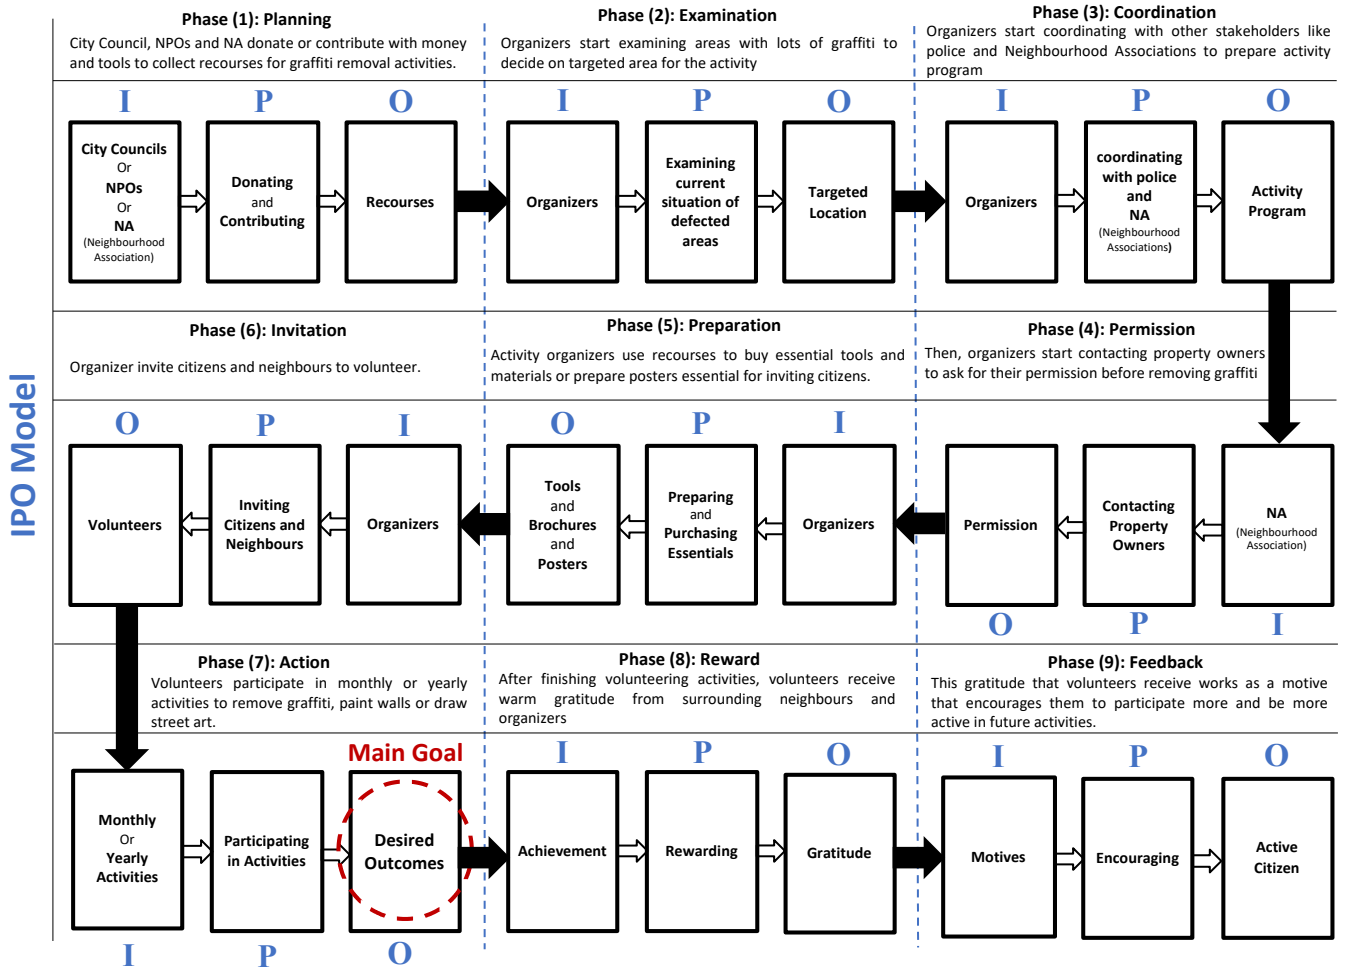 IPO Model
Phase (1): Planning
City Council, NPOs and NA donate or contribute with money
and tools to collect recourses for graffiti removal activities.
I P O
City Councils
Or
NPOs
Or
NA
(Neighbourhood
Association)
Donating
and
Contributing
Recourses
Phase (2): Examination
Organizers start examining areas with lots of graffiti to
decide on targeted area for the activity
I P O
Organizers
Examining
current
situation of
defected
areas
Targeted
Location
Phase (3): Coordination
Organizers start coordinating with other stakeholders like
police and Neighbourhood Associations to prepare activity
program
I P O
Organizers
coordinating
with police
and
NA
(Neighbourhood
Associations)
Activity
Program
Phase (4): Permission
Then, organizers start contacting property owners
to ask for their permission before removing graffiti
NA
(Neighbourhood
Association)
Contacting
Property
Owners
Permission
O P I
Phase (5): Preparation
Activity organizers use recourses to buy essential tools and
materials or prepare posters essential for inviting citizens.
O P I
Organizers
Preparing
and
Purchasing
Essentials
Tools
and
Brochures
and
Posters
Phase (6): Invitation
Organizer invite citizens and neighbours to volunteer.
O P I
Organizers
Inviting
Citizens and
Neighbours
Volunteers
Phase (7): Action
Volunteers participate in monthly or yearly
activities to remove graffiti, paint walls or draw
street art.
Main Goal
Monthly
Or
Yearly
Activities
Participating
in Activities
Desired
Outcomes
I P O
Phase (8): Reward
After finishing volunteering activities, volunteers receive
warm gratitude from surrounding neighbours and
organizers
I P O
Achievement
Rewarding
Gratitude
Phase (9): Feedback
This gratitude that volunteers receive works as a motive
that encourages them to participate more and be more
active in future activities.
I P O
Motives
Encouraging
Active
Citizen